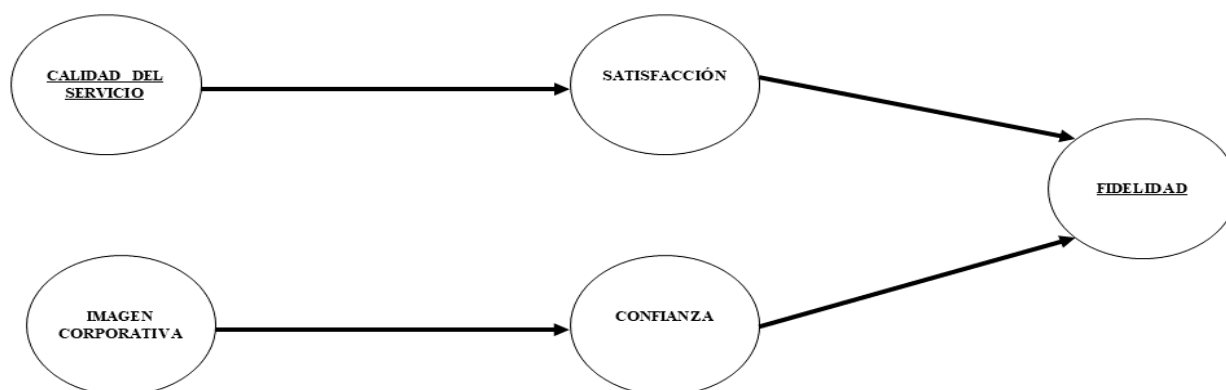 CALIDAD DEL
SERVICIO
SATISFACCIÓN
FIDELIDAD
IMAGEN
CORPORATIVA
CONFIANZA